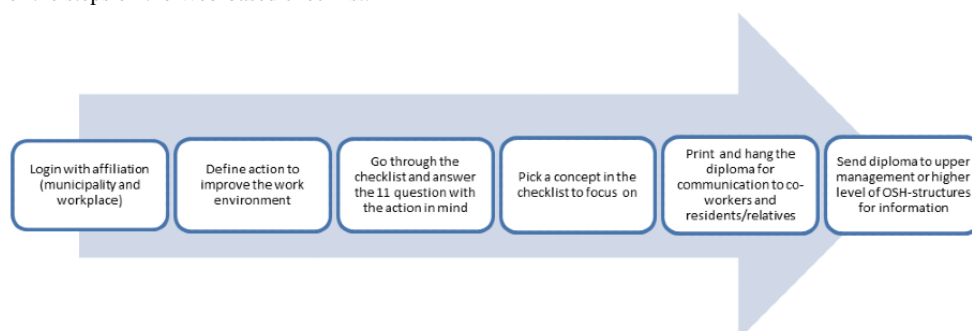 Login with affiliation
(municipality and
workplace)
Define action to
improve the work
environment
Go through the
checklist and answer
the 11 question with
the action in mind
Pick a concept in the
checklist to focus on
Print and hang the
diploma for
communication to co-
workers and
residents/relatives
Send diploma to upper
management or higher
level of OSH-structures
for information